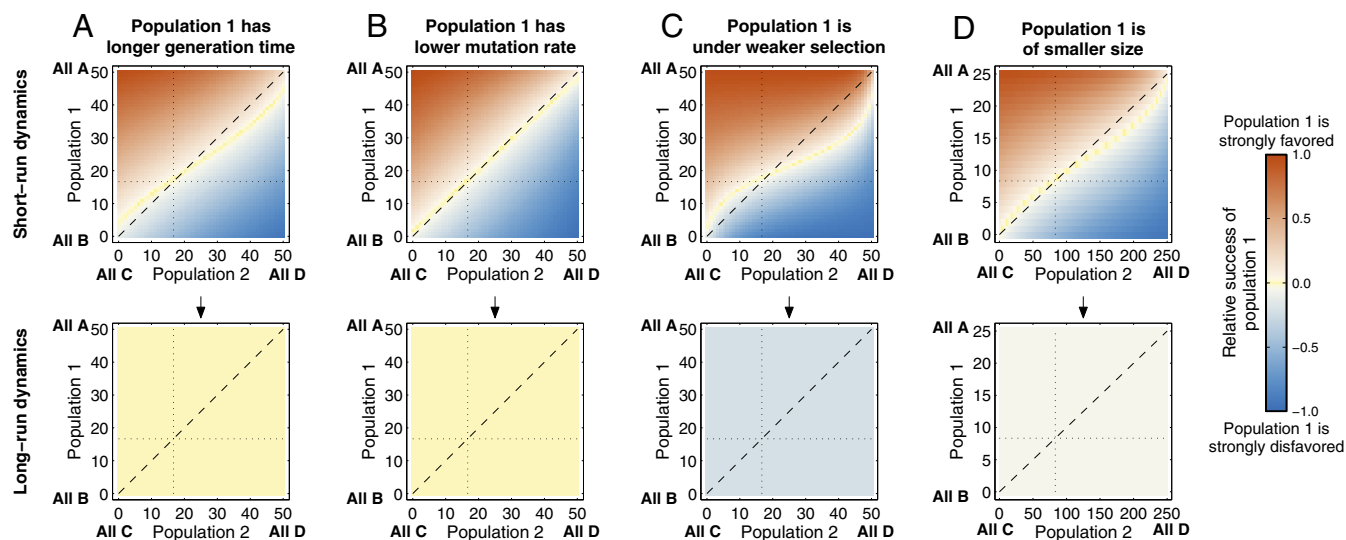 A
Population 1 has
longer generation time
B
Population 1 has
lower mutation rate
C
Population 1 is
under weaker selection
D
Population 1 is
of smaller size
Short-run dynamics
All A 50
40
30
20
10
All B 0
Population 1
0 10 20 30 40 50
All C Population 2 All D
All A 50
40
30
20
10
All B 0
Population 1
0 10 20 30 40 50
All C Population 2 All D
All A 50
40
30
20
10
All B 0
Population 1
0 10 20 30 40 50
All C Population 2 All D
All A 25
20
15
10
5
All B 0
Population 1
0 50 100 150 200 250
All C Population 2 All D
Long-run dynamics
All A 50
40
30
20
10
All B 0
Population 1
0 10 20 30 40 50
All C Population 2 All D
All A 50
40
30
20
10
All B 0
Population 1
0 10 20 30 40 50
All C Population 2 All D
All A 50
40
30
20
10
All B 0
Population 1
0 10 20 30 40 50
All C Population 2 All D
All A 25
20
15
10
5
All B 0
Population 1
0 50 100 150 200 250
All C Population 2 All D
Population 1 is
strongly favored
1.0
0.5
0.0
−0.5
−1.0
Relative success of
population 1
Population 1 is
strongly disfavored